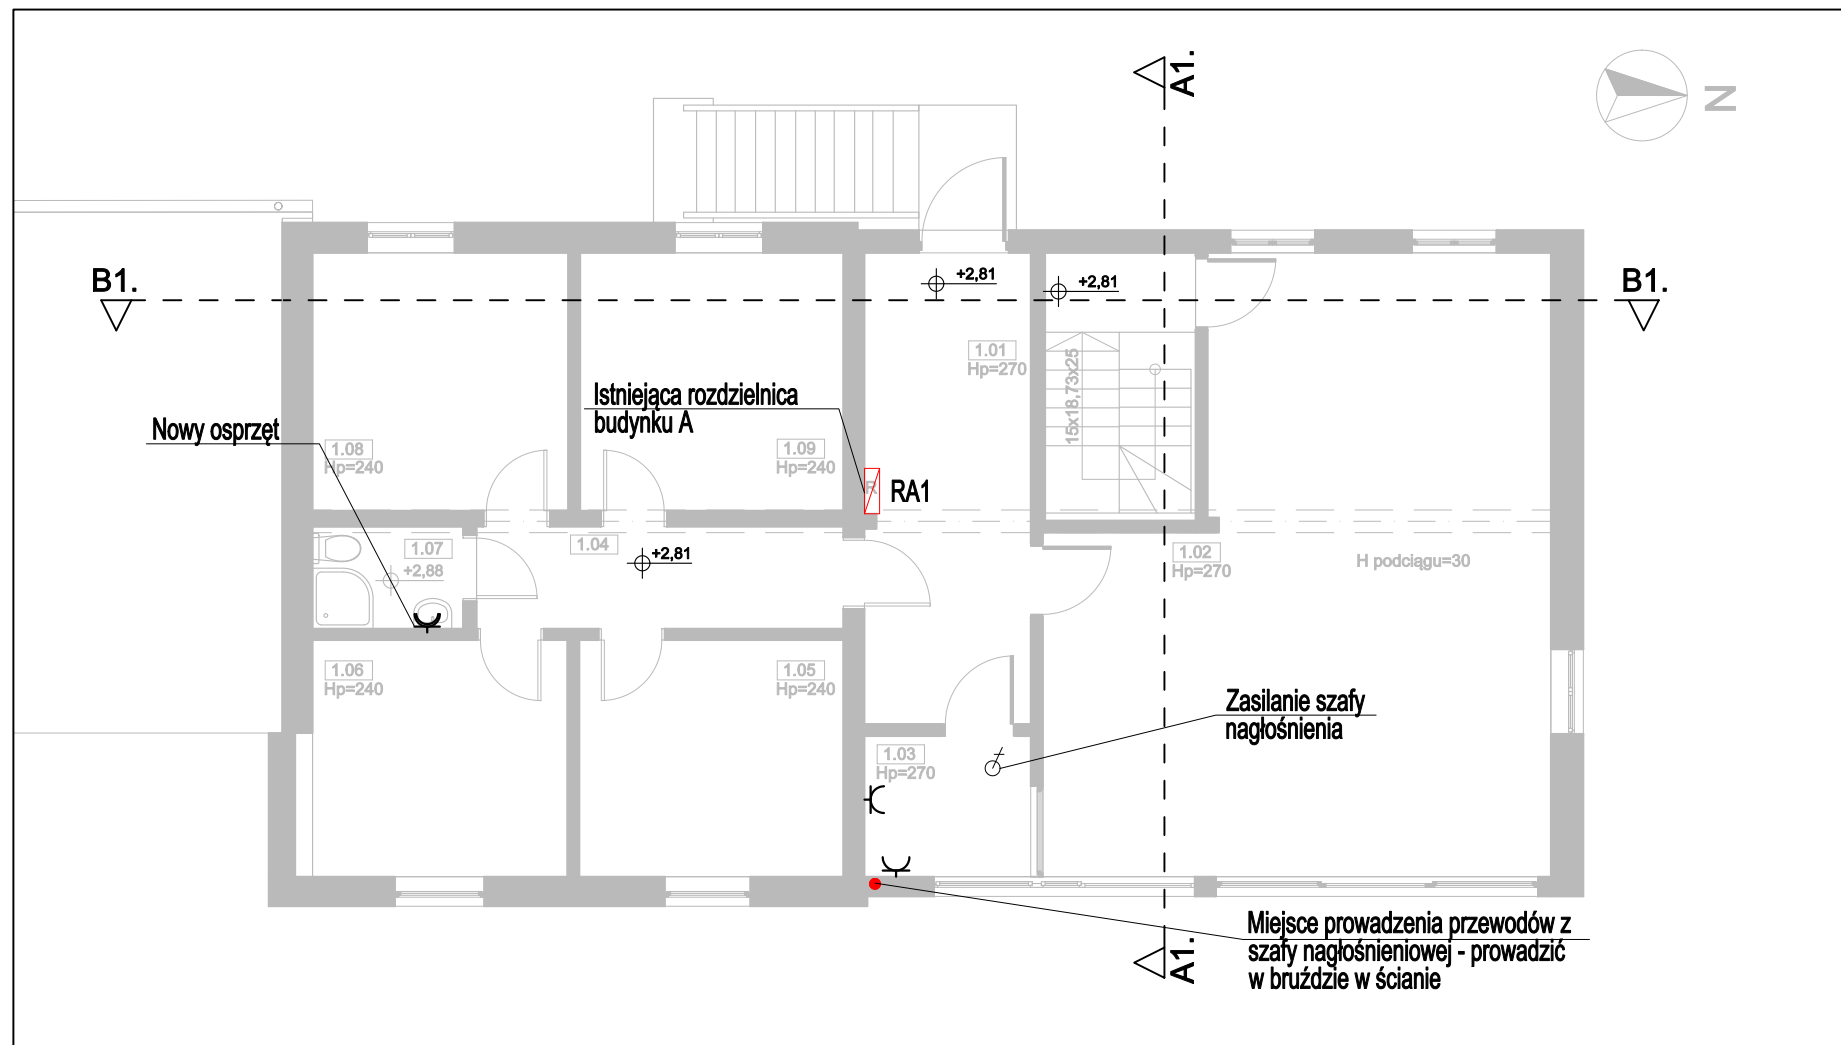 A1.
N
B1.
+2,81
+2,81
B1.
1.01
Hp=270
15x18,73x25
Istniejąca rozdzielnica
budynku A
Nowy osprzęt
1.08
Hp=240
1.09
Hp=240
R
RA1
1.07
+2,88
1.04
+2,81
1.02
Hp=270
H podciągu=30
1.06
Hp=240
1.05
Hp=240
Zasilanie szafy
nagłośnienia
1.03
Hp=270
Miejsce prowadzenia przewodów z
szafy nagłośnieniowej - prowadzić
w bruździe w ścianie
A1.